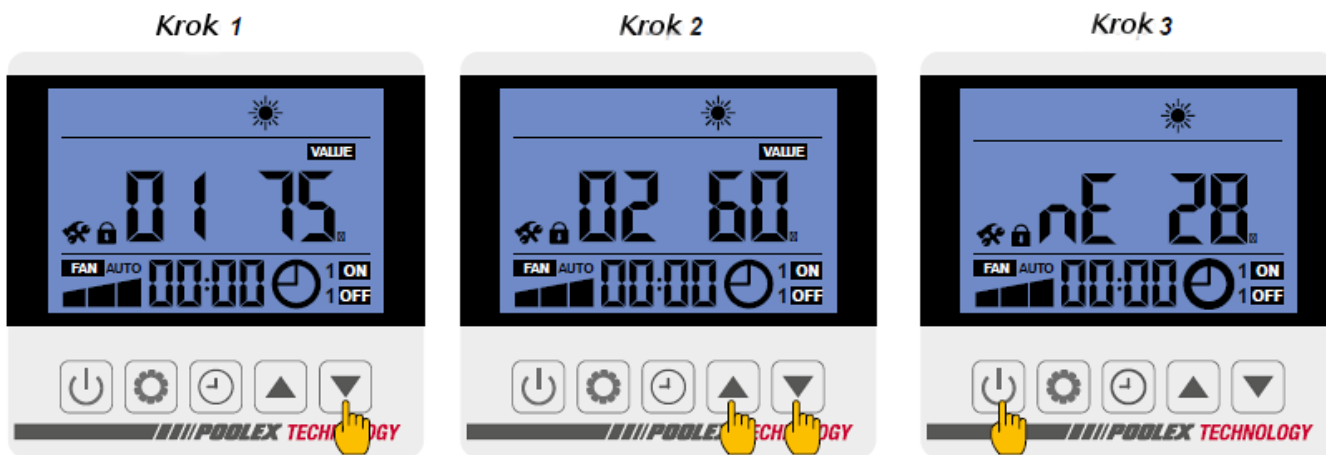 Krok 1
Krok 2
Krok 3
VALUE
01 75
FAN AUTO 00:00 1 ON
1 OFF
POOLEX TECHNOLOGY
VALUE
02 60
FAN AUTO 00:00 1 ON
1 OFF
POOLEX TECHNOLOGY
nE 28
FAN AUTO 00:00 1 ON
1 OFF
POOLEX TECHNOLOGY